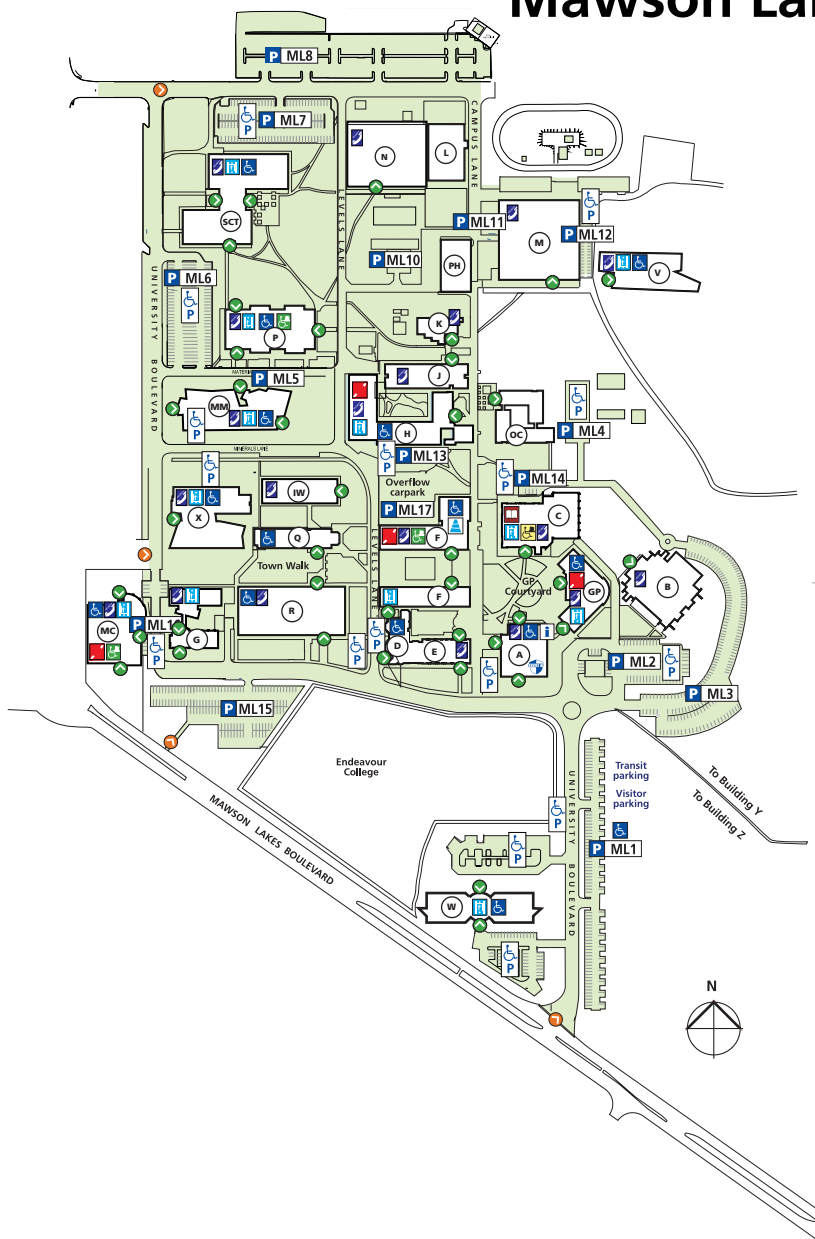 Mawson La
P ML8
P ML7
CAMPUS LANE
N
L
LEVELS LANE
SCT
P ML11
M
P ML12
P ML10
PH
V
P ML6
UNIVERSITY BOULEVARD
K
P
J
P ML5
MM
H
OC
P ML4
MINERALS LANE
P ML13
Overflow
carpark
P ML14
IW
P ML17
X
C
Q
F
LEVELS LANE
Town Walk
GP
Courtyard
GP
B
R
F
MC
G
D
E
A
i
P ML2
P ML3
P ML15
Endeavour
College
Transit
parking
Visitor
parking
To Building Y
To Building Z
MAWSON LAKES BOULEVARD
UNIVERSITY BOULEVARD
P ML1
W
N